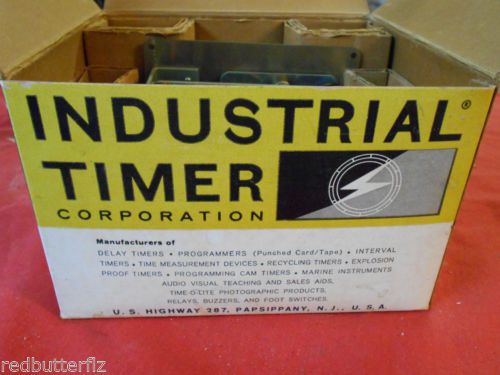 INDUSTRIAL®
TIMER
CORPORATION
Manufacturers of
DELAY TIMERS • PROGRAMMERS (Punched Card/Tape) • INTERVAL
TIMERS • TIME MEASUREMENT DEVICES • RECYCLING TIMERS • EXPLOSION
PROOF TIMERS • PROGRAMMING CAM TIMERS • MARINE INSTRUMENTS
AUDIO VISUAL TEACHING AND SALES AIDS,
TIME-O-LITE PHOTOGRAPHIC PRODUCTS,
RELAYS, BUZZERS, AND FOOT SWITCHES.
U. S. HIGHWAY 287, PAPSIPPANY, N. J., U. S. A.
redbutterfiz